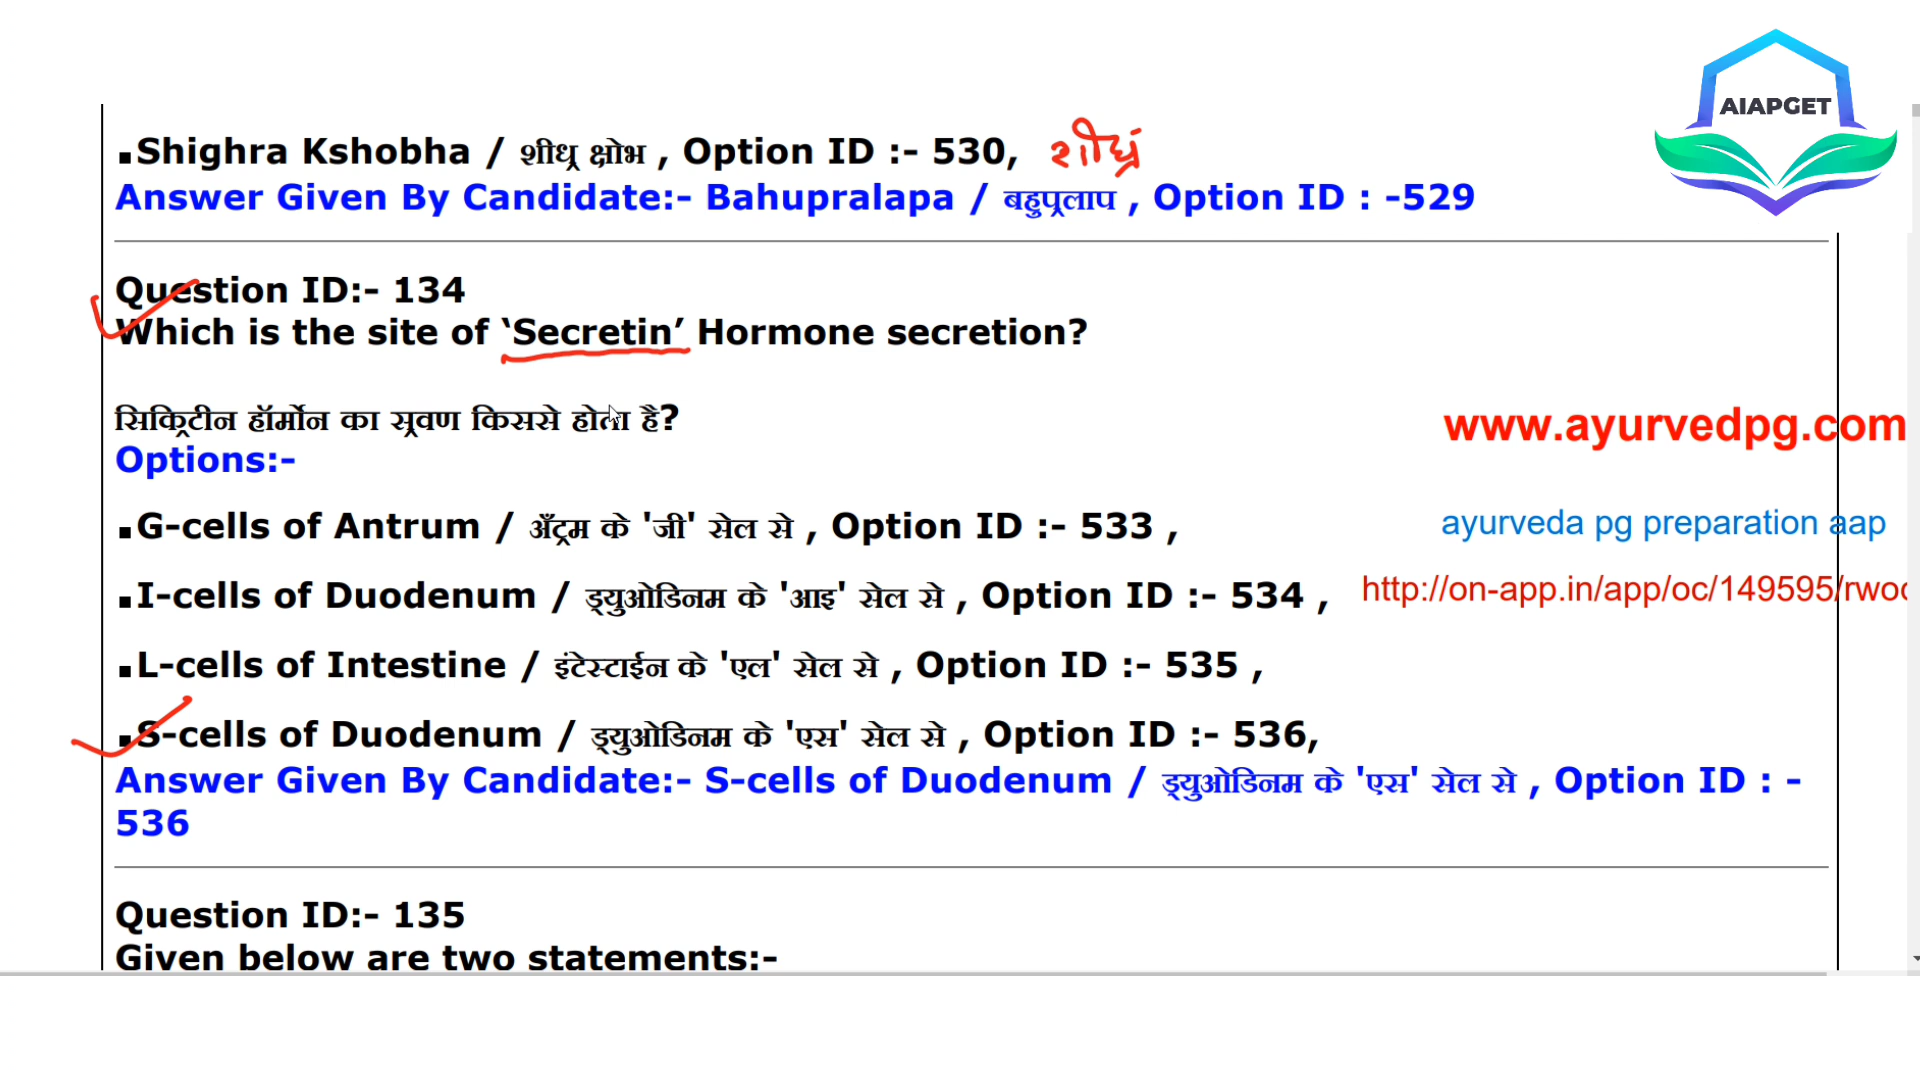 AIAPGET
▪Shighra Kshobha / शीध्र् क्षोभ , Option ID :- 530, शीघ्रं
Answer Given By Candidate:- Bahupralapa / बहुप्र्लाप , Option ID : -529
Question ID:- 134
Which is the site of ‘Secretin’ Hormone secretion?
सिक्रिटीन हॉर्मोन का स्र्वण किससे होता है?
www.ayurvedpg.com
Options:-
▪G-cells of Antrum / अँट्रम के 'जी' सेल से , Option ID :- 533 ,
ayurveda pg preparation aap
▪I-cells of Duodenum / ड्युओडिनम के 'आइ' सेल से , Option ID :- 534 ,
http://on-app.in/app/oc/149595/rwoc
▪L-cells of Intestine / इंटेस्टाईन के 'एल' सेल से , Option ID :- 535 ,
▪S-cells of Duodenum / ड्युओडिनम के 'एस' सेल से , Option ID :- 536,
Answer Given By Candidate:- S-cells of Duodenum / ड्युओडिनम के 'एस' सेल से , Option ID : -
536
Question ID:- 135
Given below are two statements:-